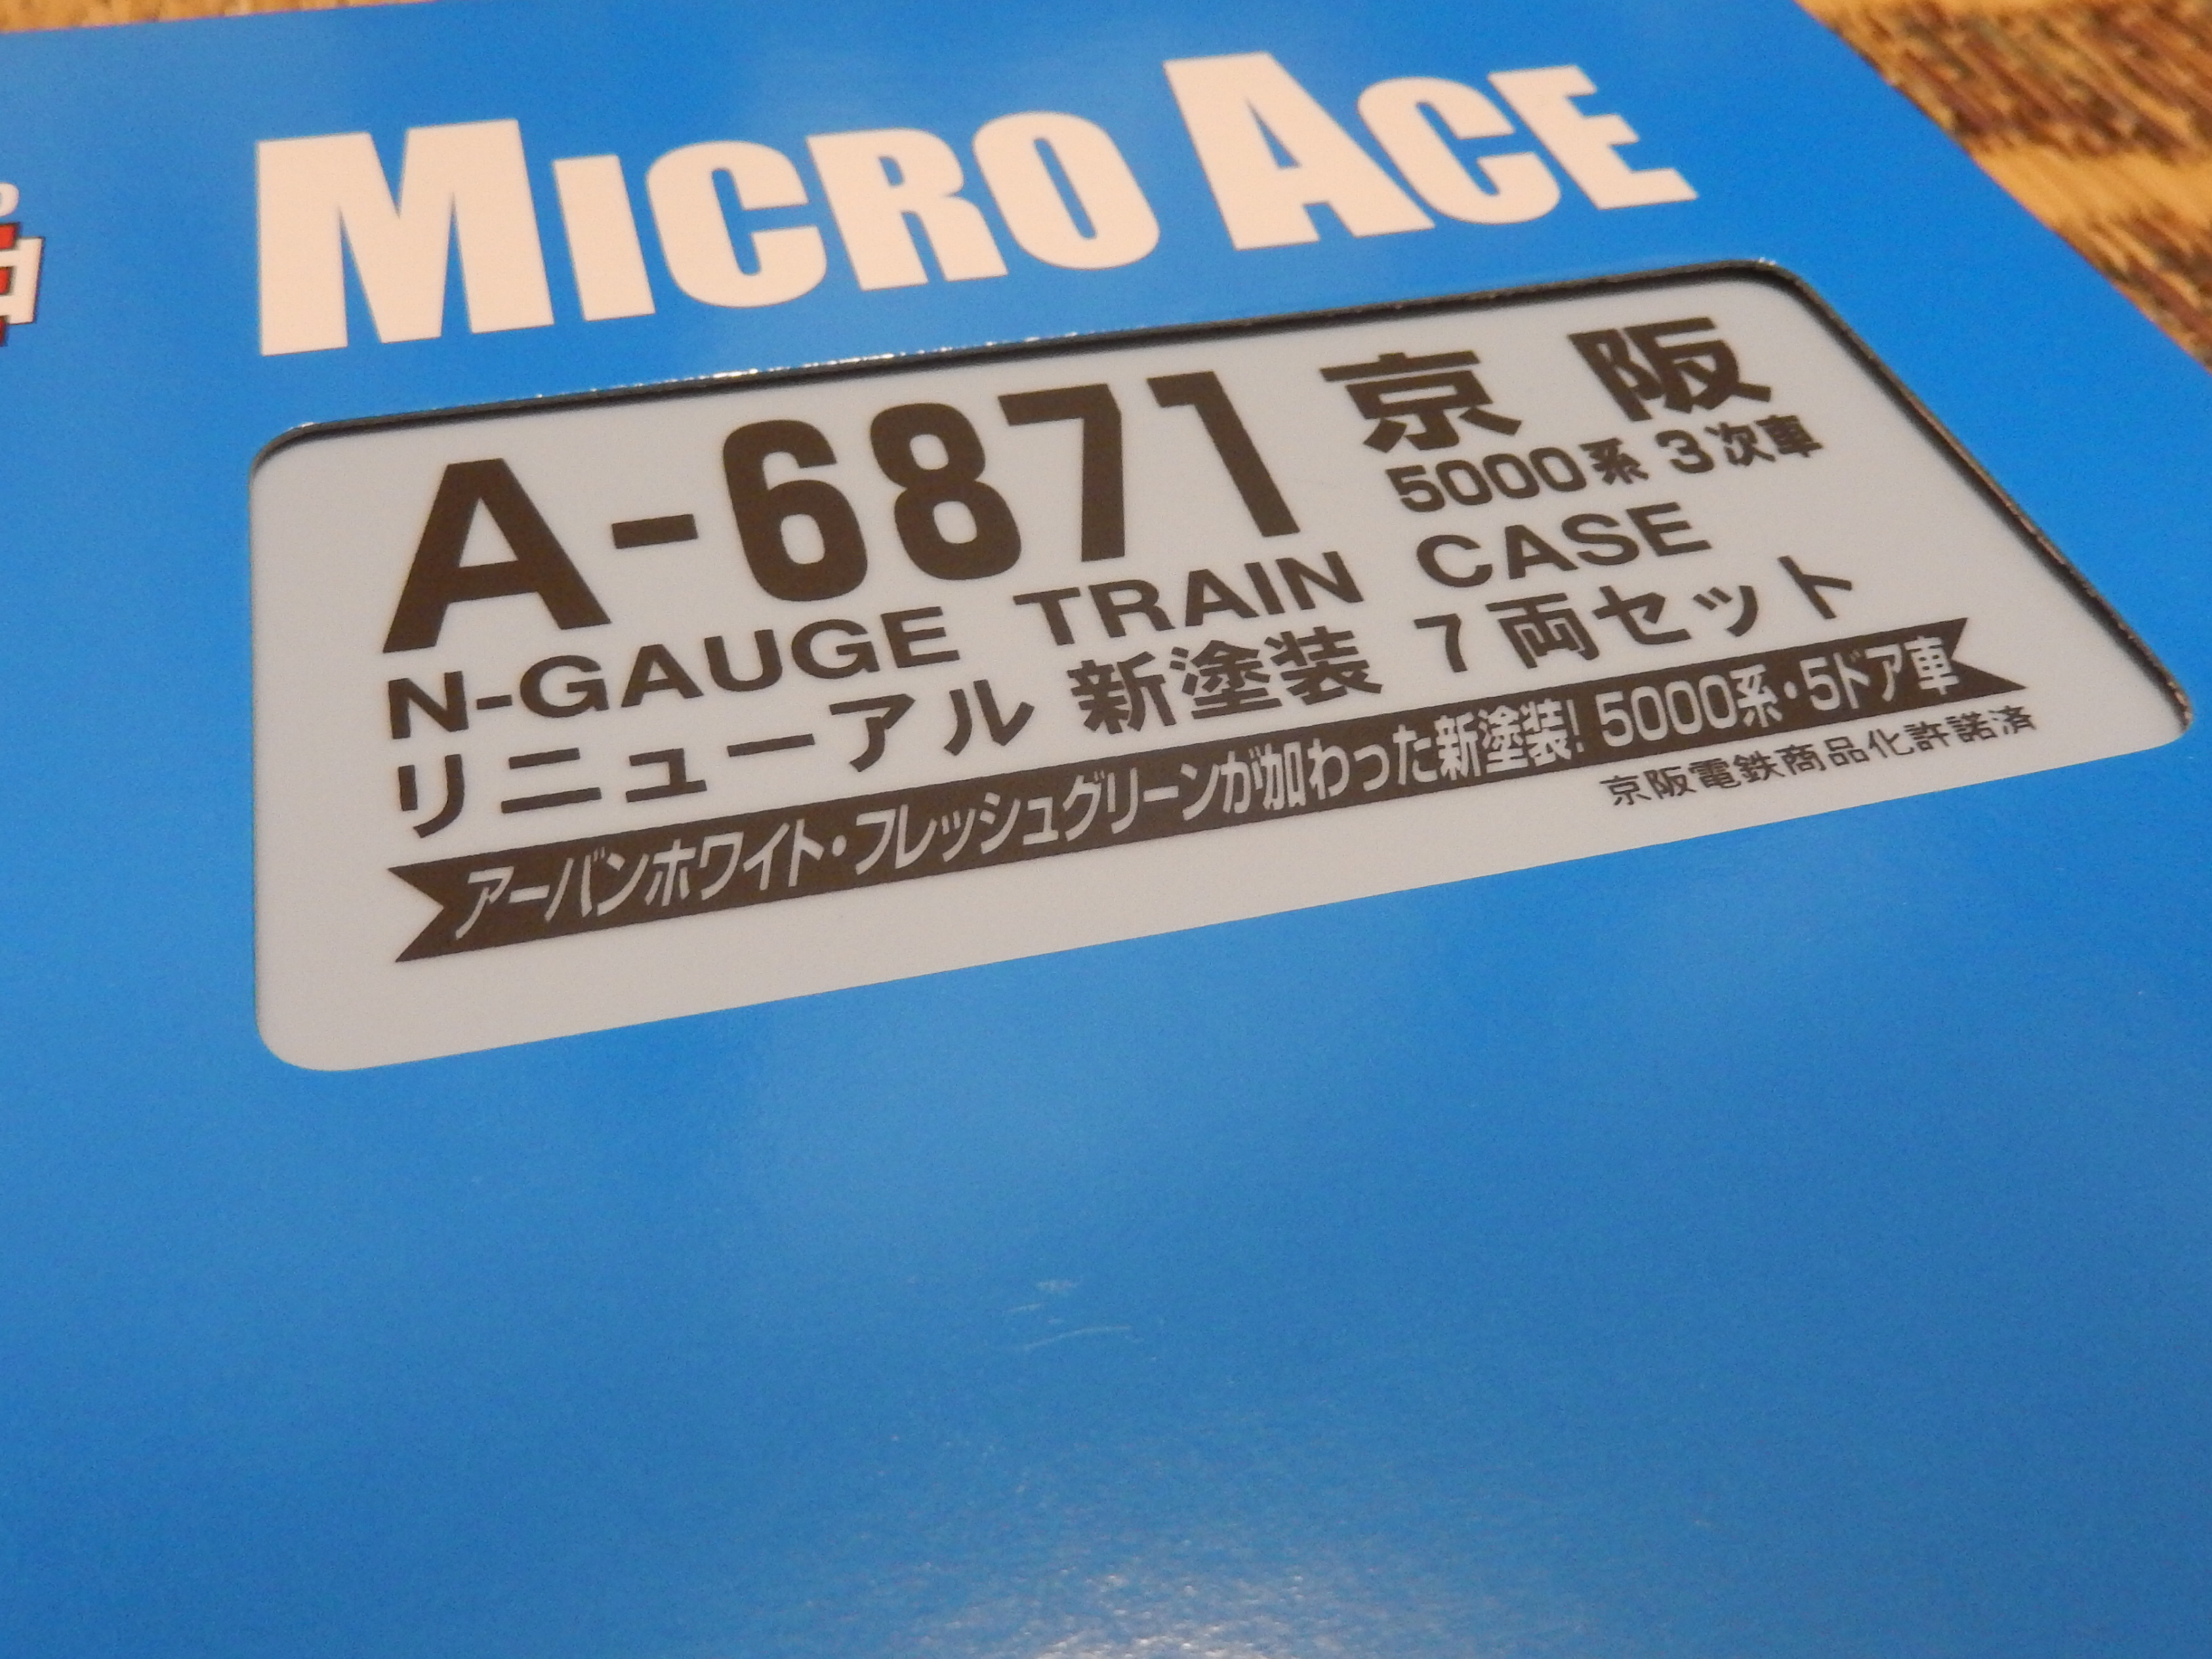 MICRO ACE
A-6871 京阪
5000系 3次車
N-GAUGE TRAIN CASE
リニューアル 新塗装 7両セット
アーバンホワイト・フレッシュグリーンが加わった新塗装! 5000系・5ドア車
京阪電鉄商品化許諾済